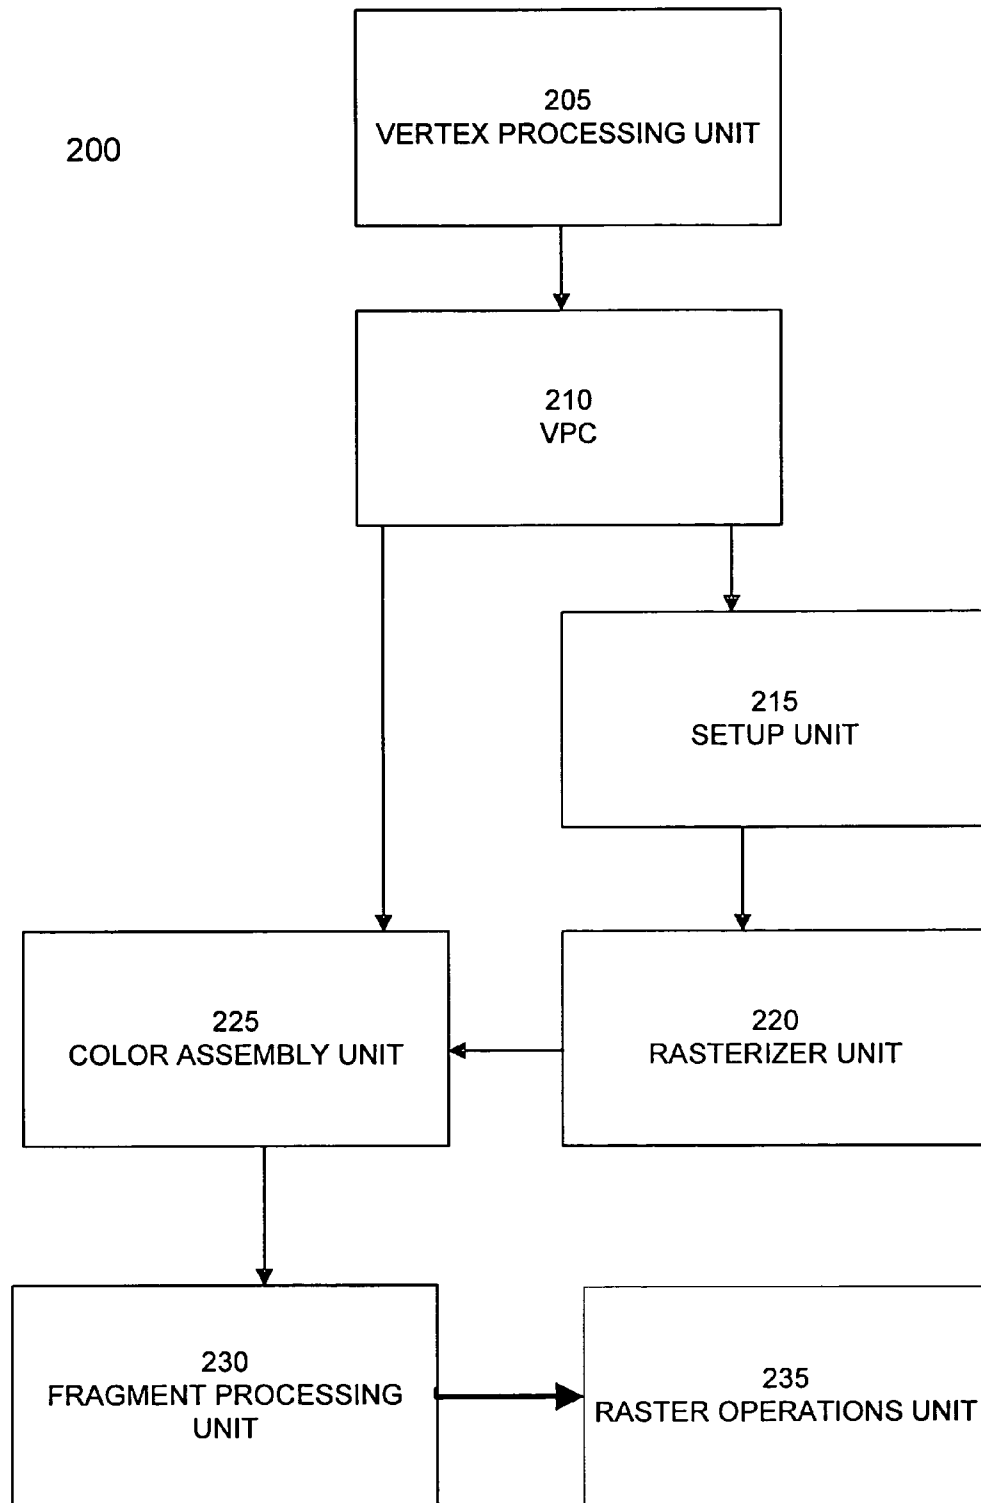 200
205
VERTEX PROCESSING UNIT
210
VPC
215
SETUP UNIT
225
COLOR ASSEMBLY UNIT
220
RASTERIZER UNIT
230
FRAGMENT PROCESSING
UNIT
235
RASTER OPERATIONS UNIT